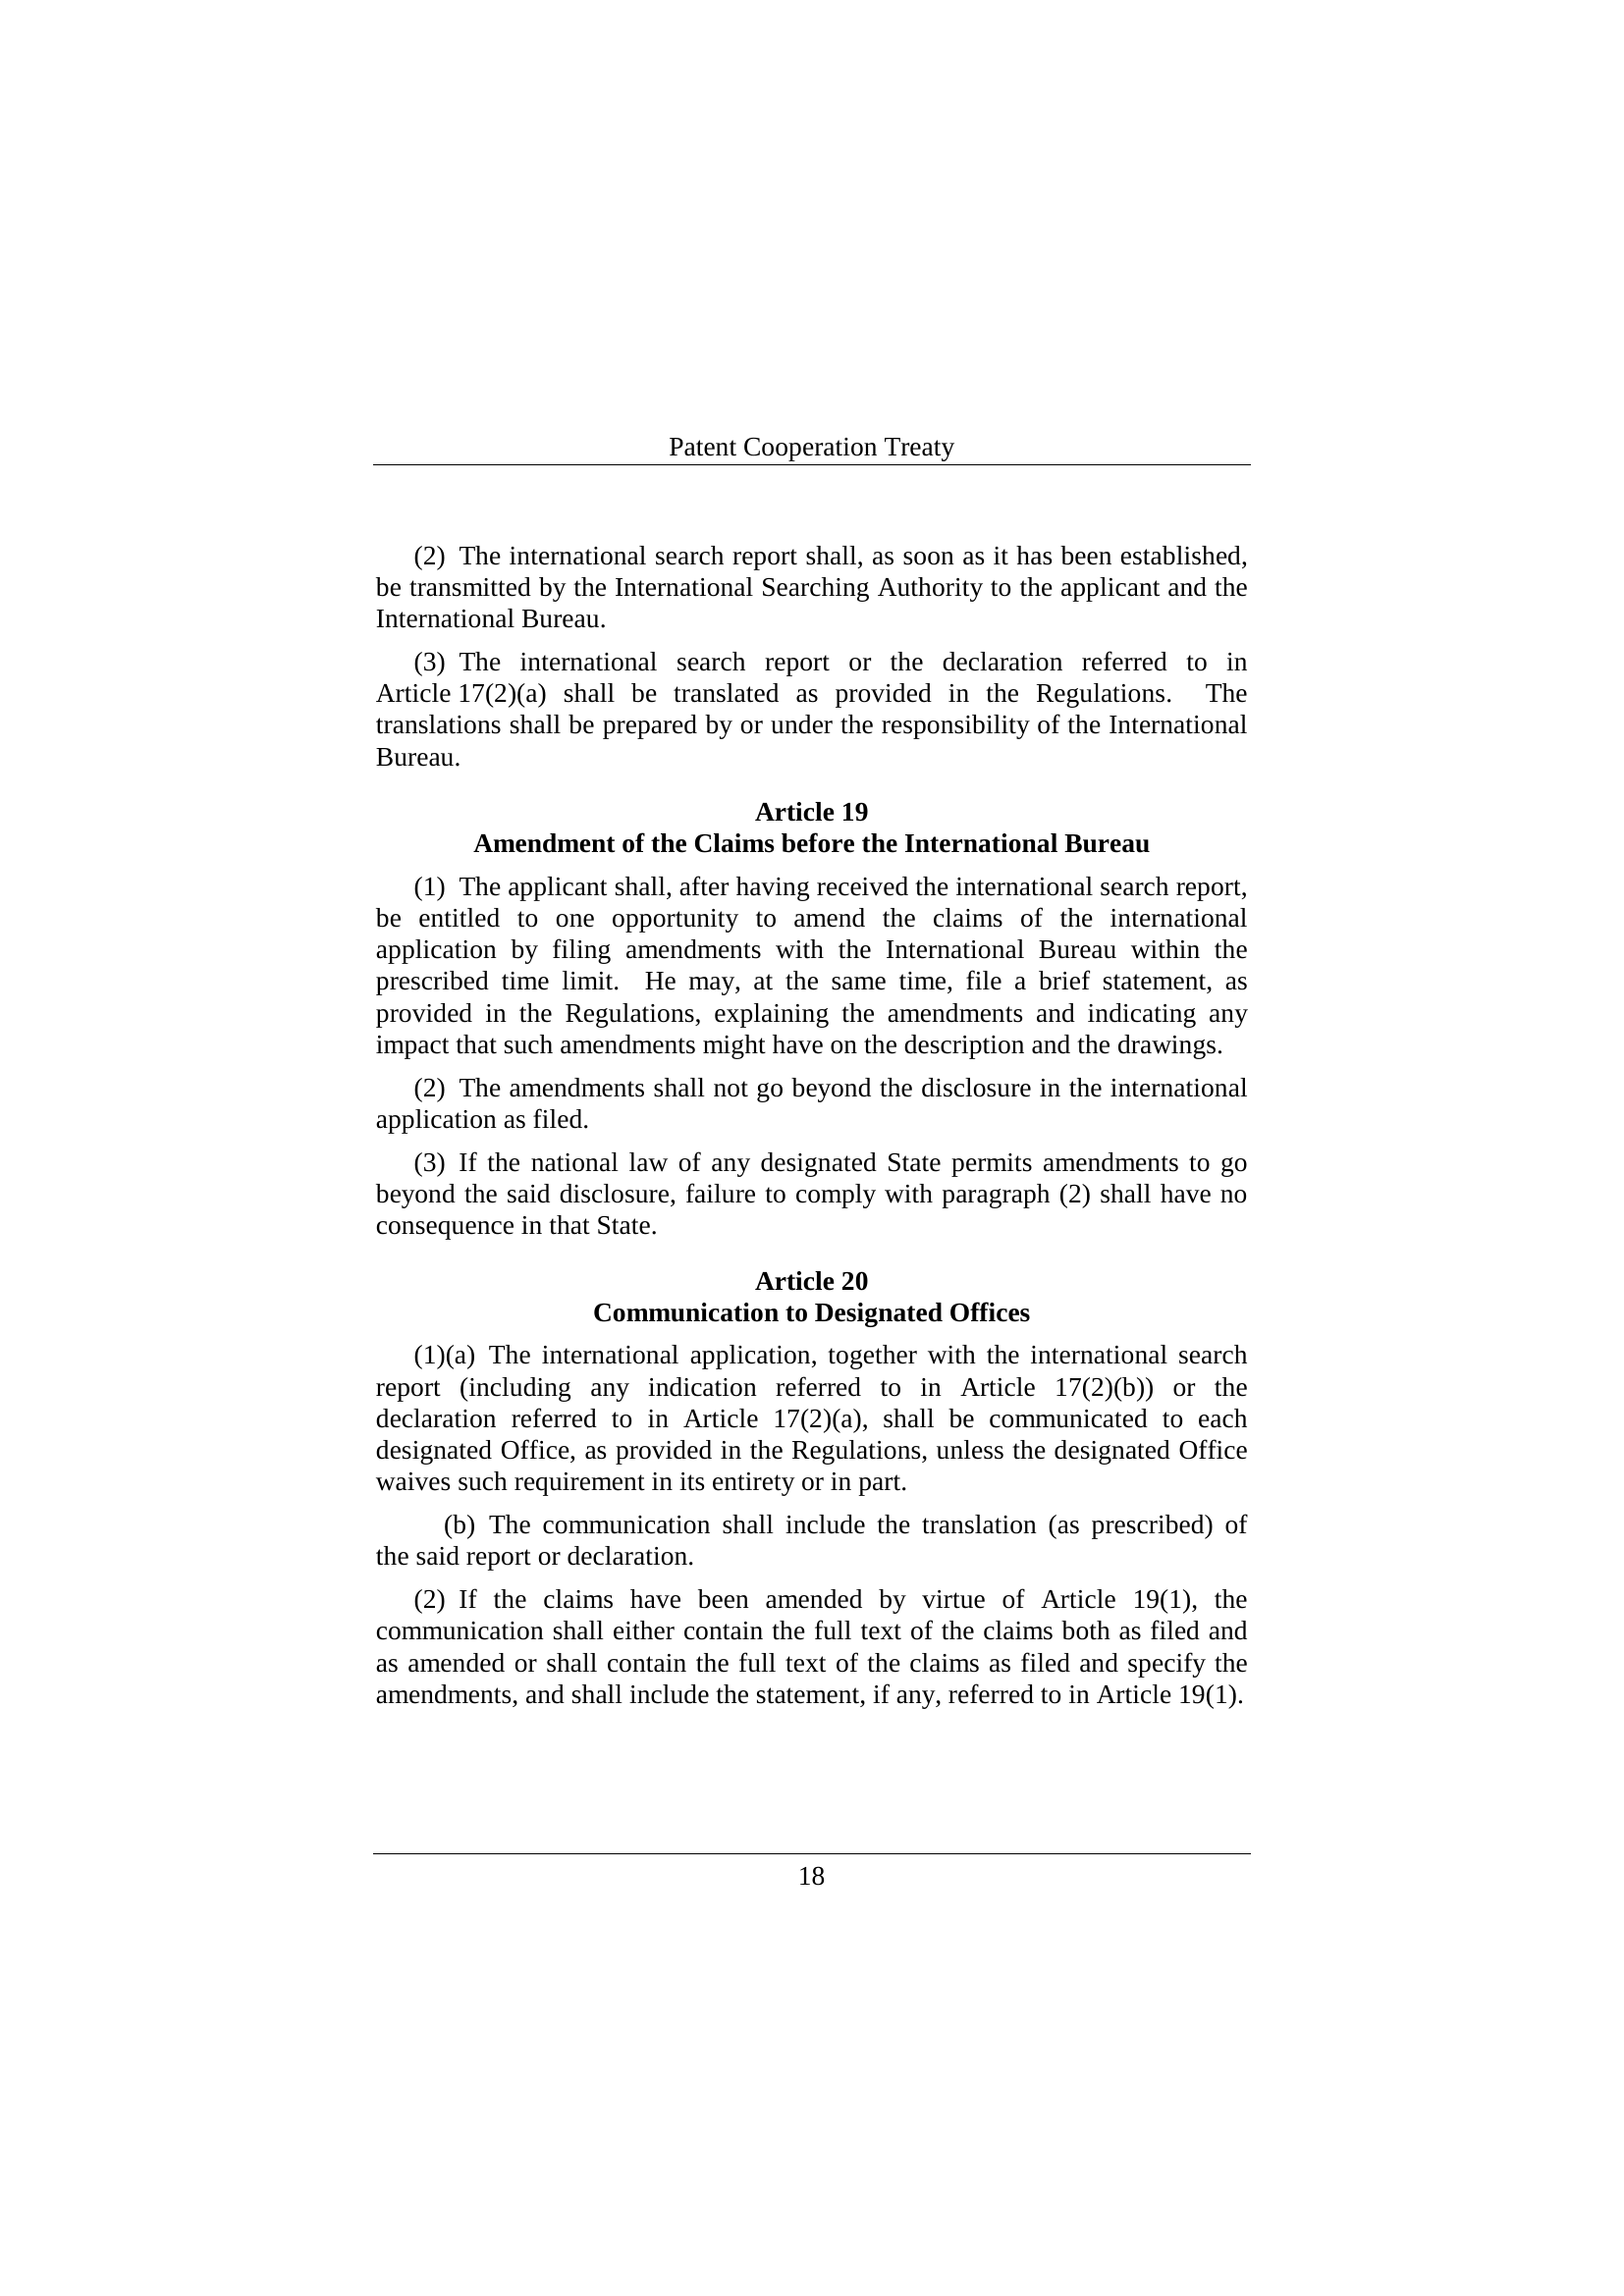 Patent Cooperation Treaty
(2) The international search report shall, as soon as it has been established,
be transmitted by the International Searching Authority to the applicant and the
International Bureau.
(3) The international search report or the declaration referred to in
Article 17(2)(a) shall be translated as provided in the Regulations. The
translations shall be prepared by or under the responsibility of the International
Bureau.
Article 19
Amendment of the Claims before the International Bureau
(1) The applicant shall, after having received the international search report,
be entitled to one opportunity to amend the claims of the international
application by filing amendments with the International Bureau within the
prescribed time limit. He may, at the same time, file a brief statement, as
provided in the Regulations, explaining the amendments and indicating any
impact that such amendments might have on the description and the drawings.
(2) The amendments shall not go beyond the disclosure in the international
application as filed.
(3) If the national law of any designated State permits amendments to go
beyond the said disclosure, failure to comply with paragraph (2) shall have no
consequence in that State.
Article 20
Communication to Designated Offices
(1)(a) The international application, together with the international search
report (including any indication referred to in Article 17(2)(b)) or the
declaration referred to in Article 17(2)(a), shall be communicated to each
designated Office, as provided in the Regulations, unless the designated Office
waives such requirement in its entirety or in part.
(b) The communication shall include the translation (as prescribed) of
the said report or declaration.
(2) If the claims have been amended by virtue of Article 19(1), the
communication shall either contain the full text of the claims both as filed and
as amended or shall contain the full text of the claims as filed and specify the
amendments, and shall include the statement, if any, referred to in Article 19(1).
18